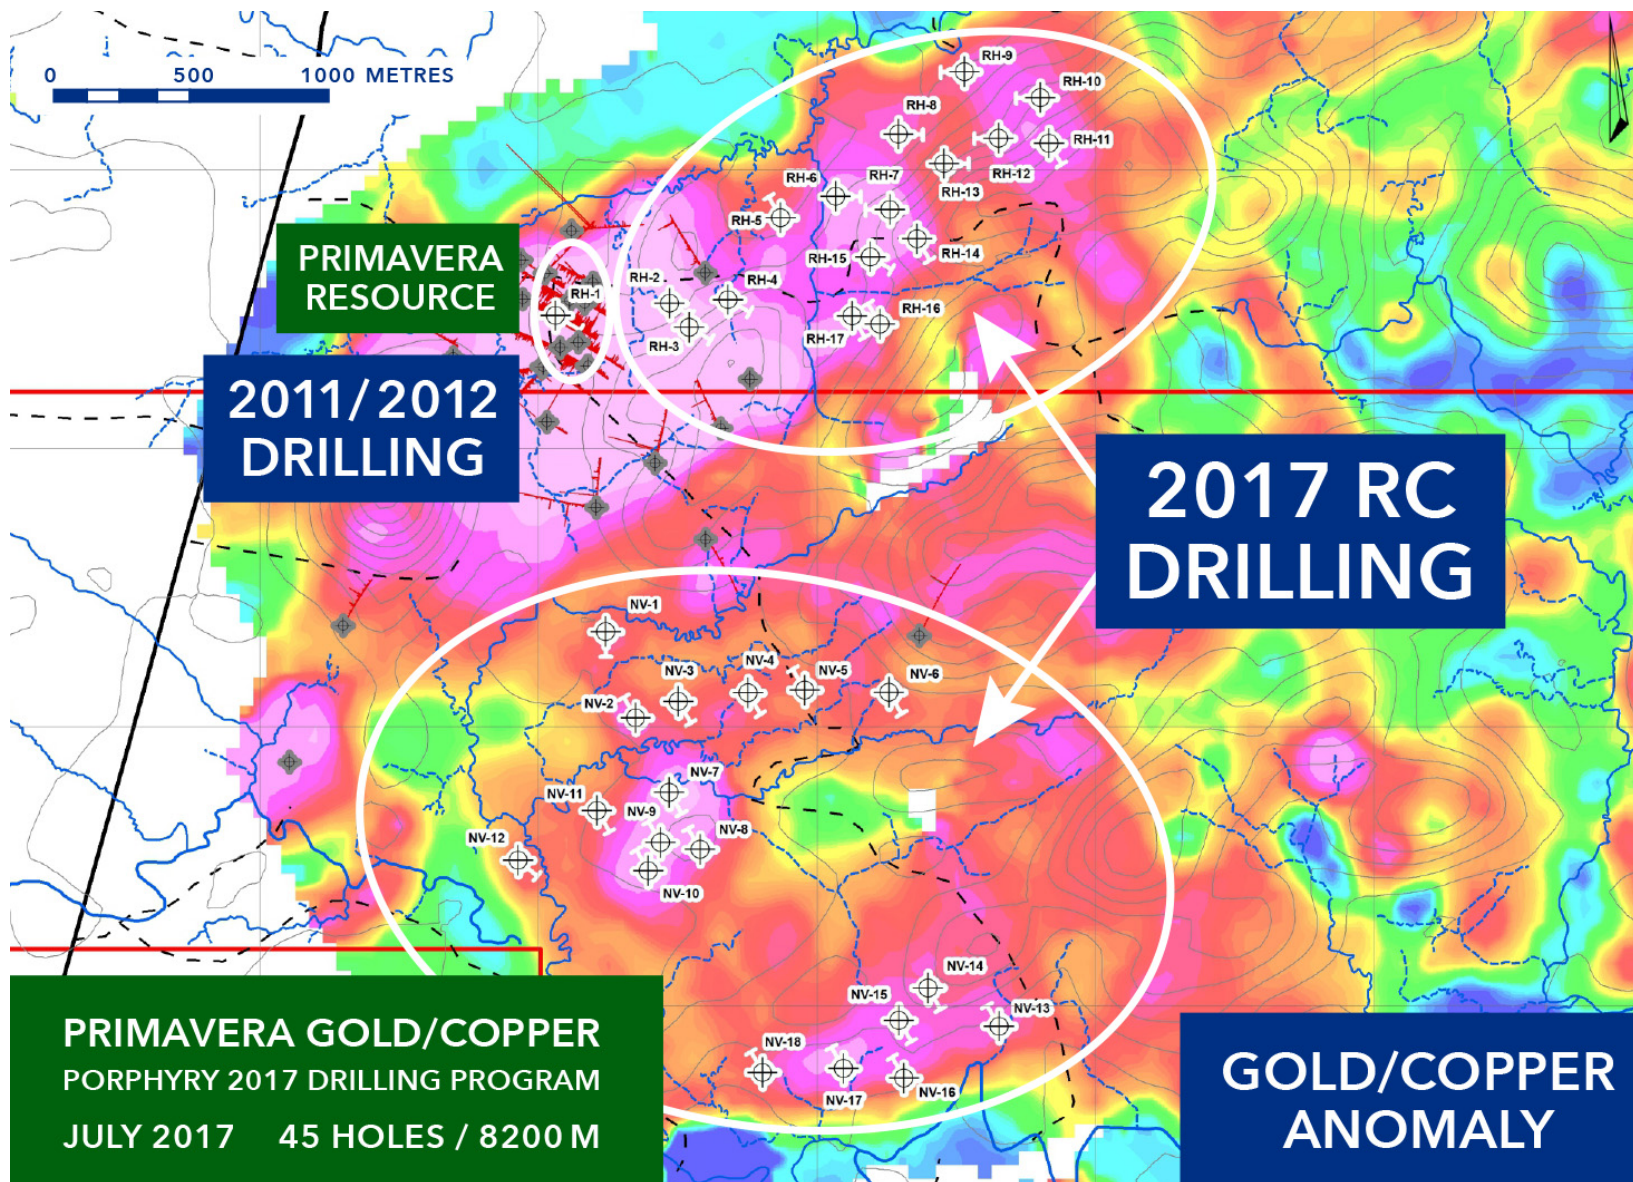 0 500 1000 METRES
RH-9
RH-10
RH-8
RH-11
RH-12
RH-6
RH-7
RH-13
RH-5
RH-14
RH-15
PRIMAVERA
RESOURCE
RH-1
RH-2
RH-4
RH-3
RH-16
RH-17
2011/2012
DRILLING
2017 RC
DRILLING
NV-1
NV-3
NV-4
NV-5
NV-6
NV-2
NV-7
NV-11
NV-9
NV-8
NV-12
NV-10
NV-14
NV-15
NV-13
NV-18
NV-17
NV-16
PRIMAVERA GOLD/COPPER
PORPHYRY 2017 DRILLING PROGRAM
JULY 2017 45 HOLES / 8200 M
GOLD/COPPER
ANOMALY